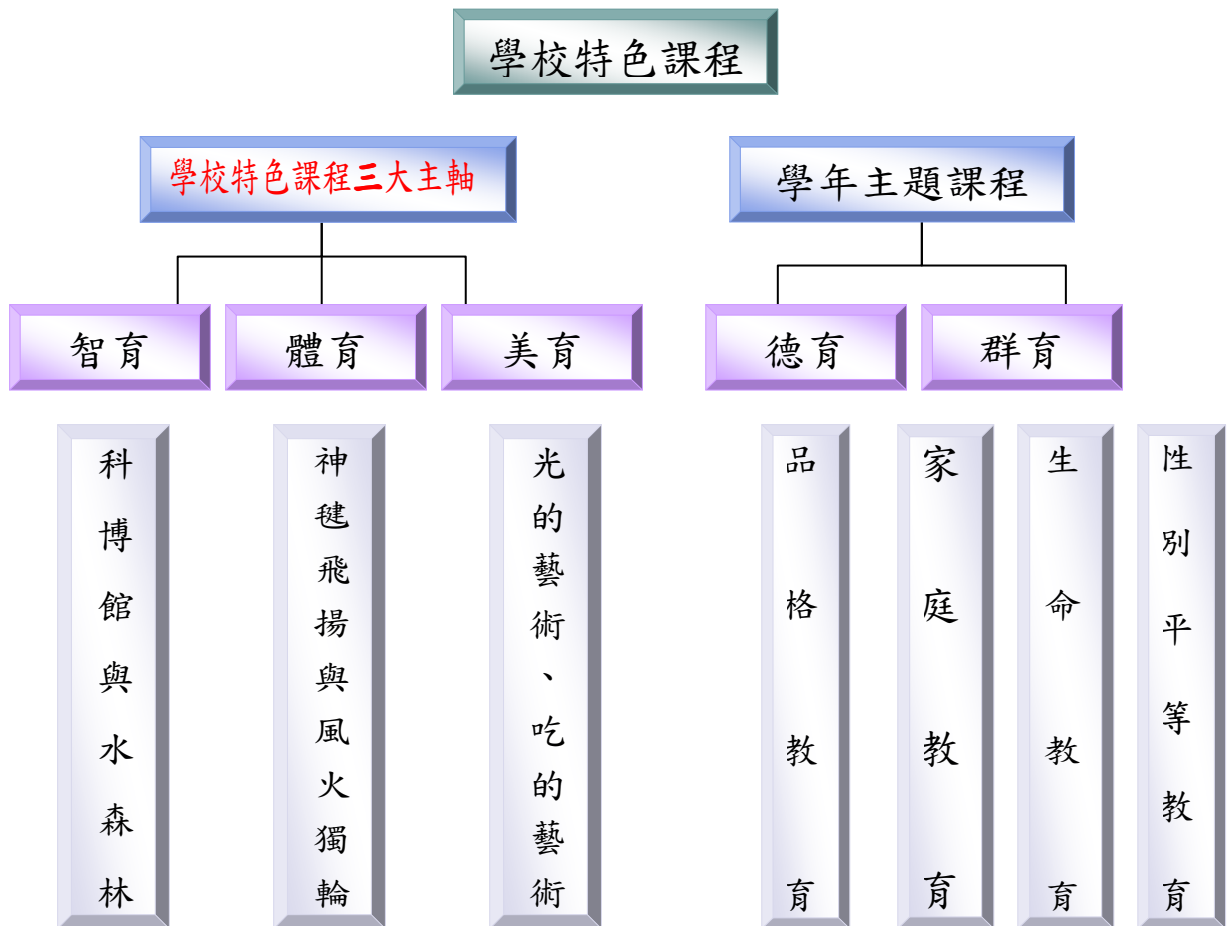 學校特色課程
學校特色課程三大主軸
學年主題課程
智育
體育
美育
德育
群育
科博館與水森林
神毽飛揚與風火獨輪
光的藝術、吃的藝術
品格教育
家庭教育
生命教育
性別平等教育